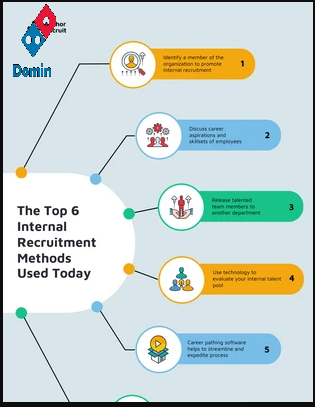 Domin
Identify a member of the
organization to promote
internal recruitment
1
Discuss career
aspirations and
skillsets of employees
2
Release talented
team members to
another department
3
The Top 6
Internal
Recruitment
Methods
Used Today
Use technology to
evaluate your internal talent
pool
4
Career pathing software
helps to streamline and
expedite process
5